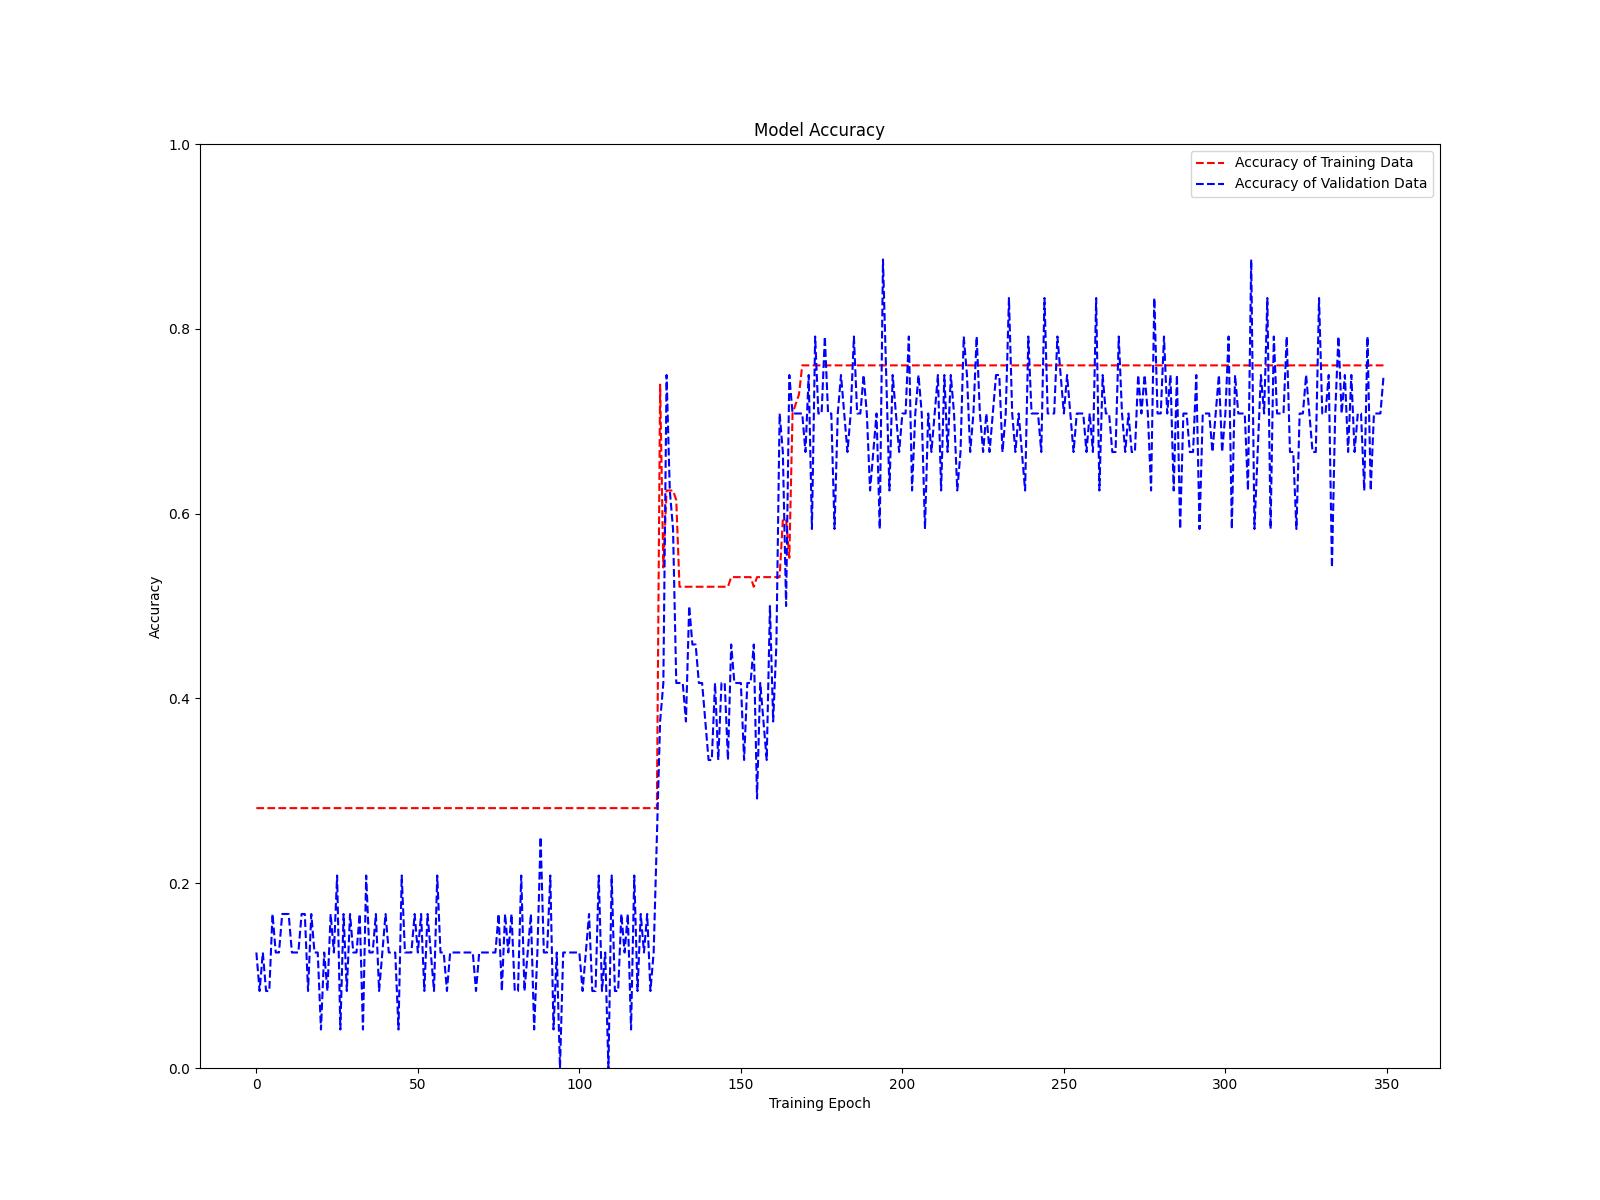 Model Accuracy
Accuracy of Training Data
Accuracy of Validation Data
1.0
0.8
0.6
0.4
0.2
0.0
Accuracy
0 50 100 150 200 250 300 350
Training Epoch